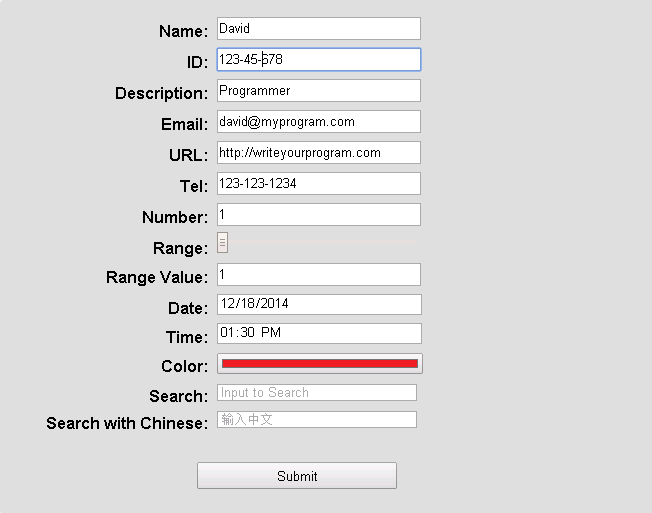 Name: David
ID: 123-45-678
Description: Programmer
Email: david@myprogram.com
URL: http://writeyourprogram.com
Tel: 123-123-1234
Number: 1
Range:
Range Value: 1
Date: 12/18/2014
Time: 01:30 PM
Color:
Search: Input to Search
Search with Chinese: 输入中文
Submit